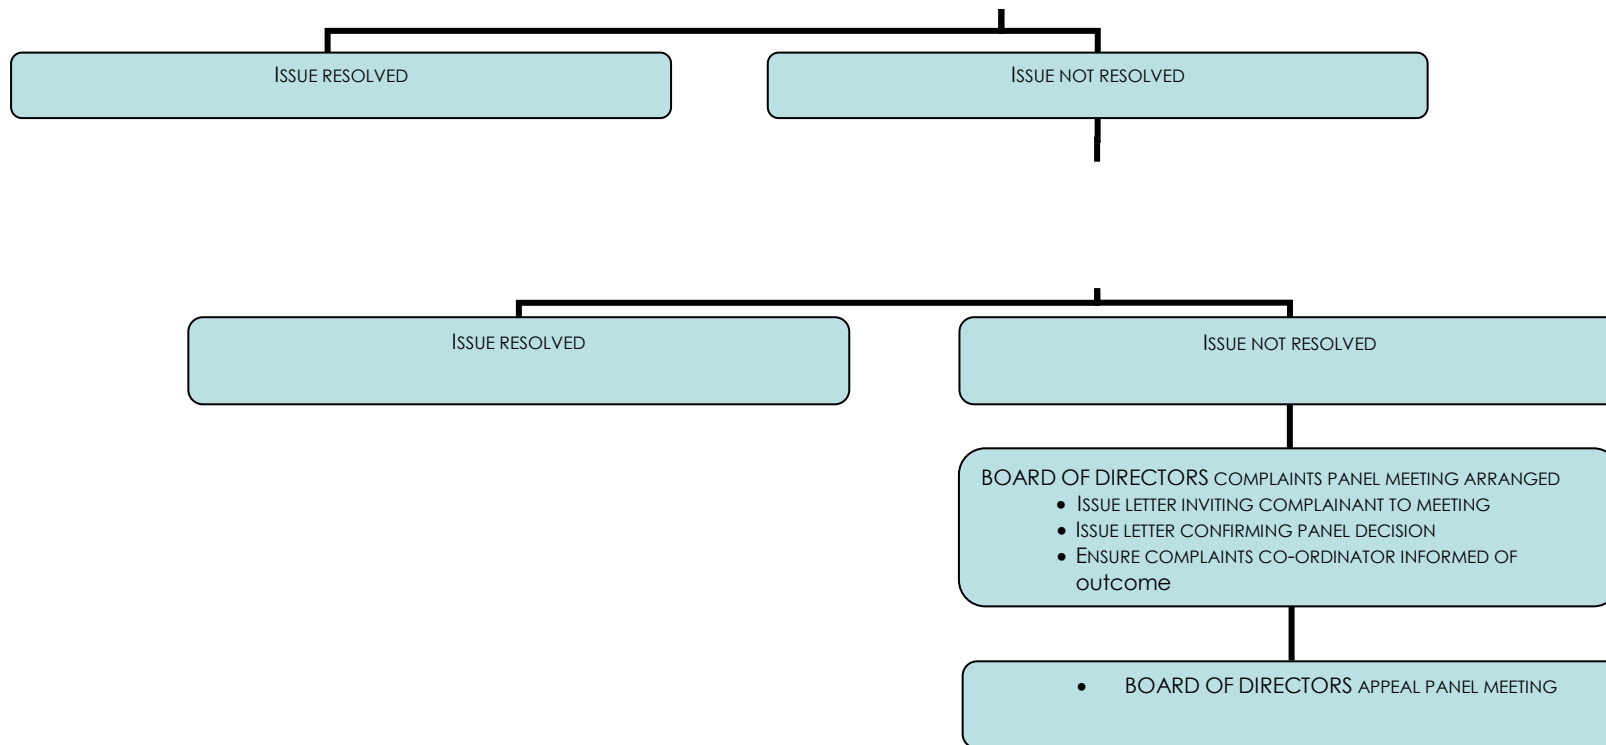 Issue resolved
Issue not resolved
Issue resolved
Issue not resolved
BOARD OF DIRECTORS complaints panel meeting arranged
• Issue letter inviting complainant to meeting
• Issue letter confirming panel decision
• Ensure complaints co-ordinator informed of
outcome
• BOARD OF DIRECTORS appeal panel meeting